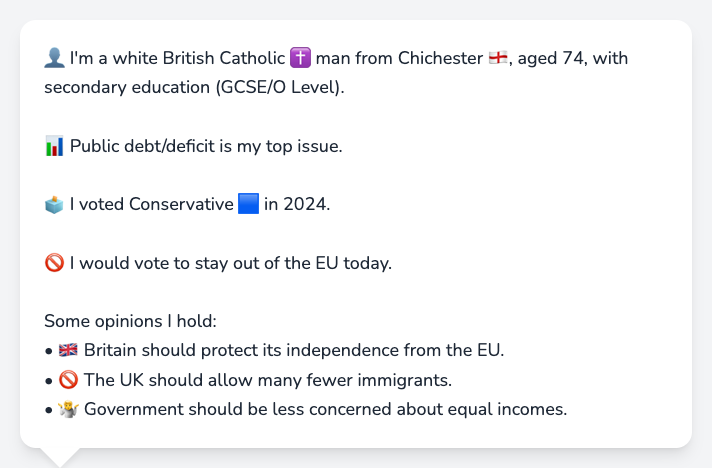 👤 I'm a white British Catholic ✝️ man from Chichester 🏴󠁧󠁢󠁥󠁮󠁧󠁿, aged 74, with
secondary education (GCSE/O Level).
📊 Public debt/deficit is my top issue.
🗳️ I voted Conservative 🟦 in 2024.
🚫 I would vote to stay out of the EU today.
Some opinions I hold:
• 🇬🇧 Britain should protect its independence from the EU.
• 🚫 The UK should allow many fewer immigrants.
• 🤷 Government should be less concerned about equal incomes.